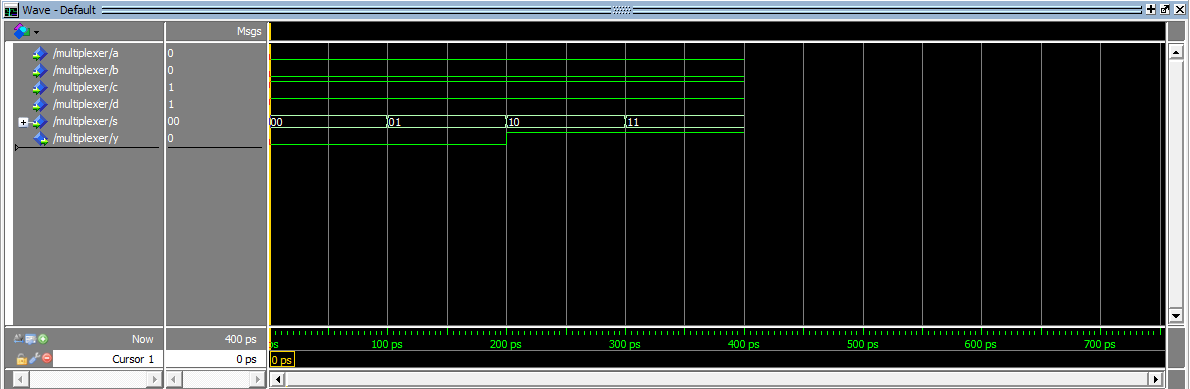 Wave - Default
Msgs
/multiplexer/a 0
/multiplexer/b 0
/multiplexer/c 1
/multiplexer/d 1
/multiplexer/s 00 00 01 10 11
/multiplexer/y 0
Now 400 ps ps 100 ps 200 ps 300 ps 400 ps 500 ps 600 ps 700 ps
Cursor 1 0 ps 0 ps